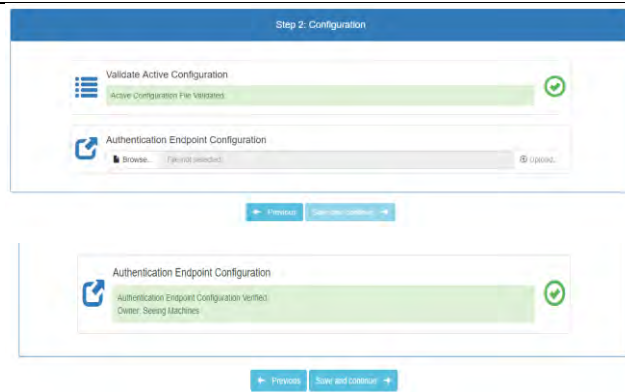 Step 2: Configuration
Validate Active Configuration
Active Configuration File Validated.
Authentication Endpoint Configuration
Browse... File not selected. Upload...
Previous Save and continue
Authentication Endpoint Configuration
Authentication Endpoint Configuration Verified.
Owner: Seeing Machines
Previous Save and continue